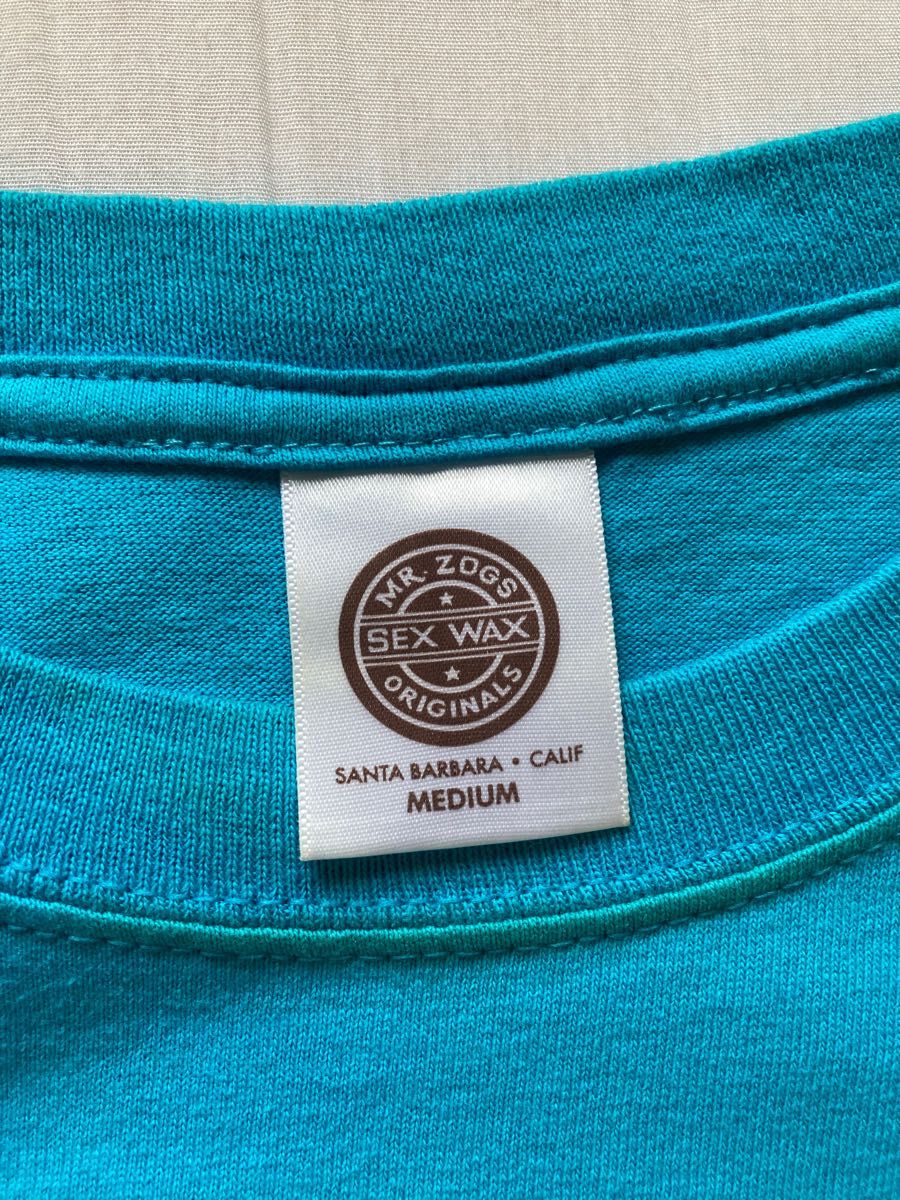 MR. ZOGS
SEX WAX
ORIGINALS
SANTA BARBARA • CALIF
MEDIUM